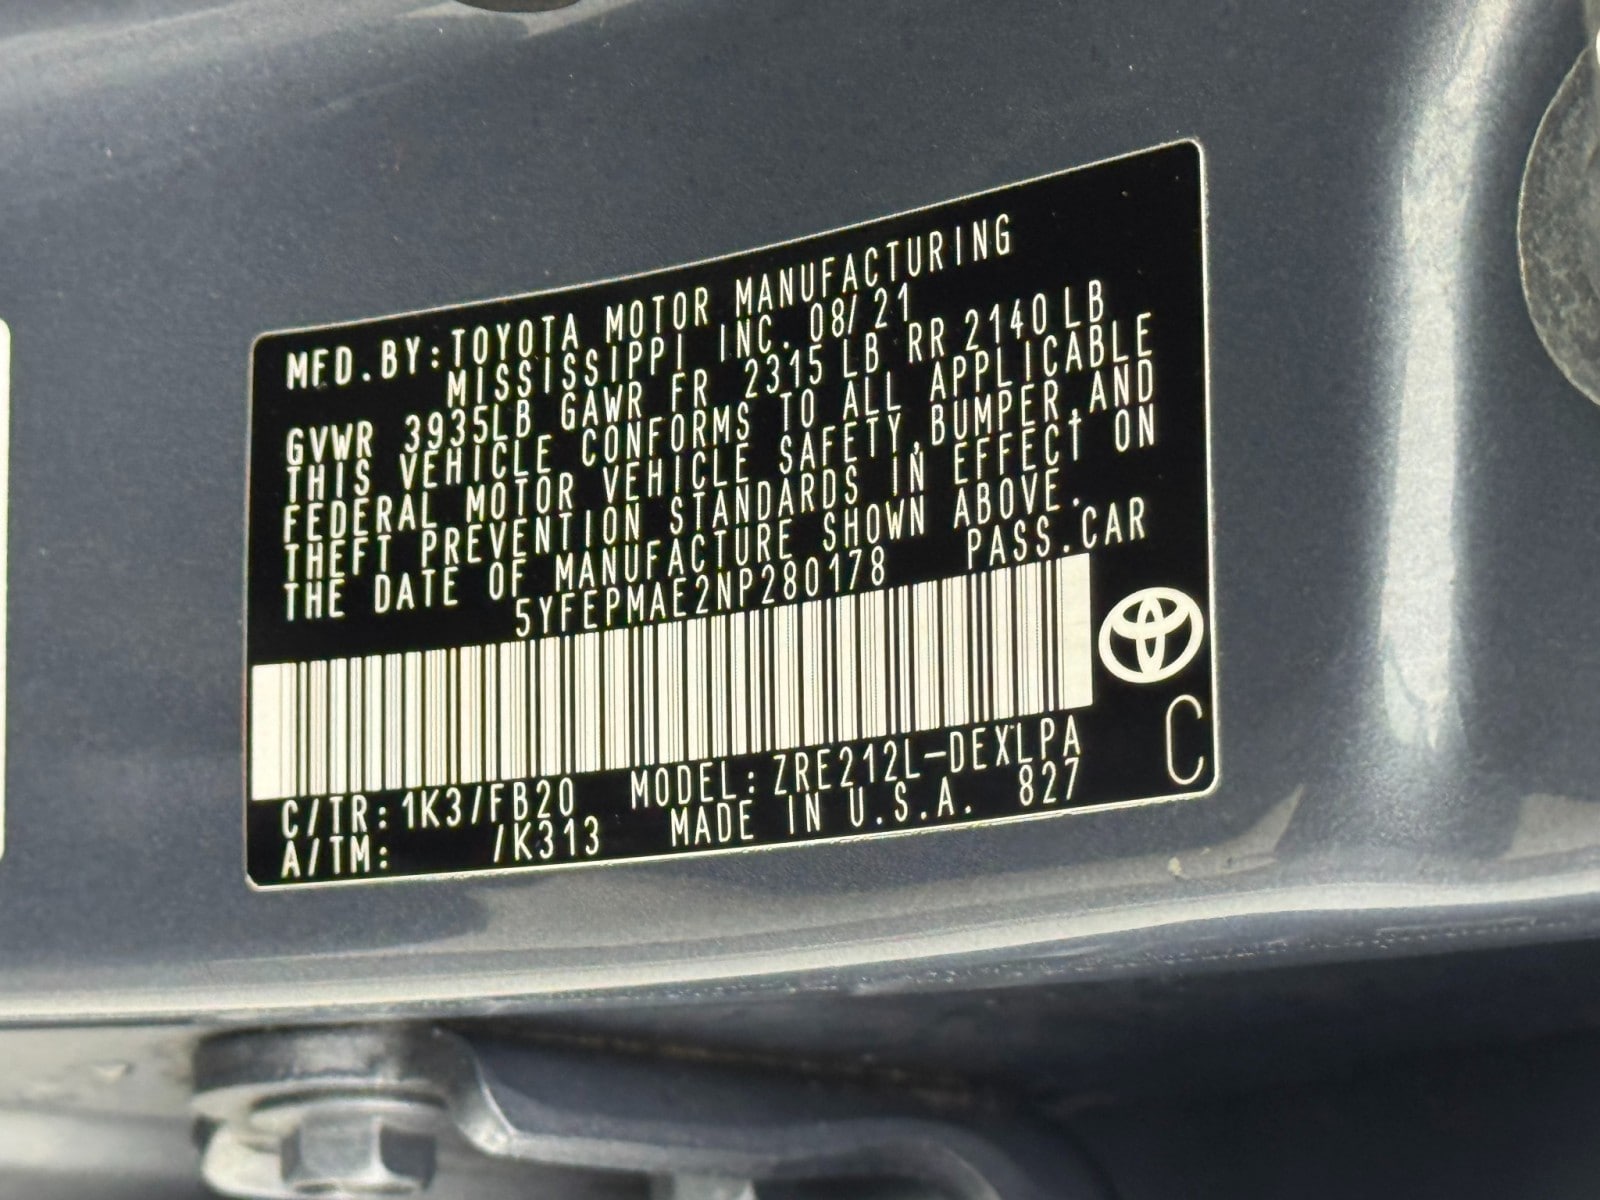 MFD.BY:TOYOTA MOTOR MANUFACTURING
MISSISSIPPI INC. 08/21
GVWR 3935LB GAWR FR 2315 LB RR 2140 LB
THIS VEHICLE CONFORMS TO ALL APPLICABLE
FEDERAL MOTOR VEHICLE SAFETY,BUMPER,AND
THEFT PREVENTION STANDARDS IN EFFECT ON
THE DATE OF MANUFACTURE SHOWN ABOVE.
5YFEPMAE2NP280178 PASS.CAR
C/TR:1K3/FB20 MODEL:ZRE212L-DEXLPA
A/TM: /K313 MADE IN U.S.A. 827
C